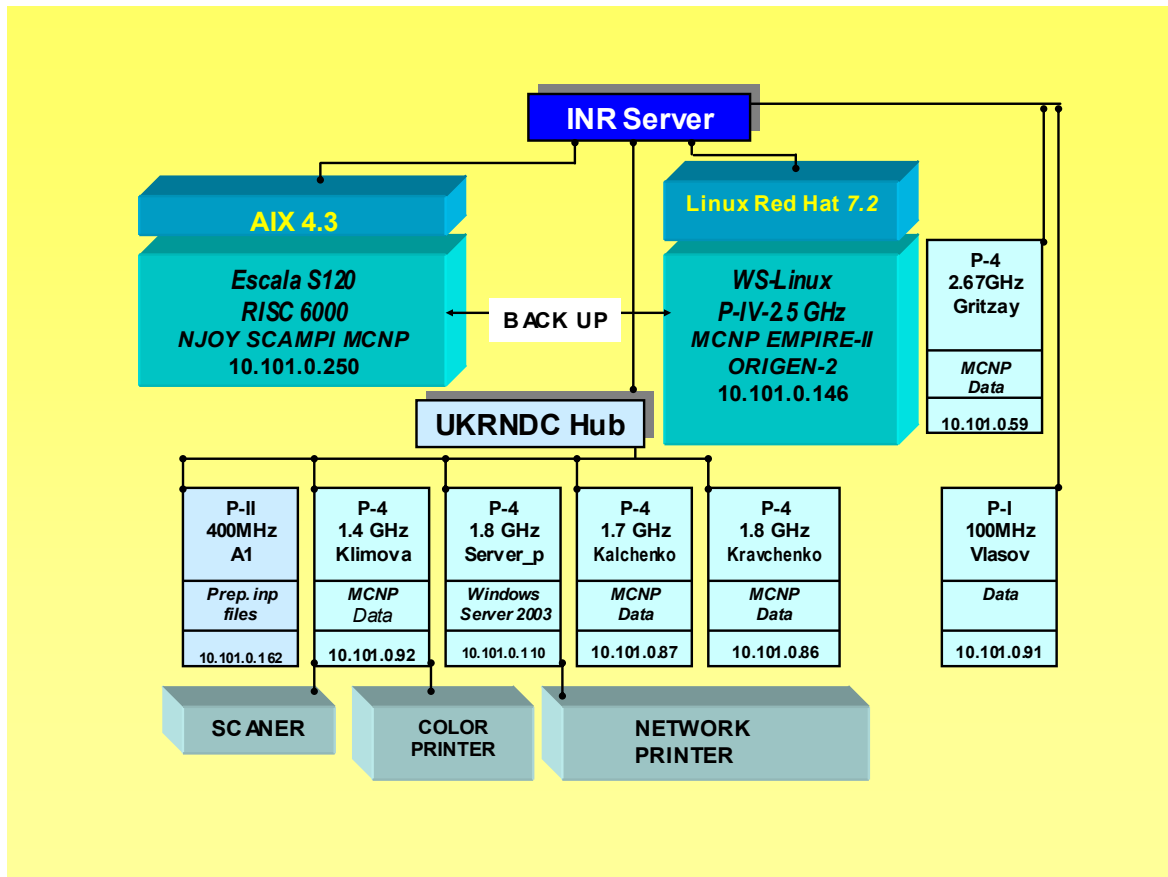 INR Server
AIX 4.3
Escala S120
RISC 6000
NJOY SCAMPI MCNP
10.101.0.250
BACK UP
Linux Red Hat 7.2
WS-Linux
P-IV-2.5 GHz
MCNP EMPIRE-II
ORIGEN-2
10.101.0.146
P-4
2.67GHz
Gritzay
MCNP
Data
10.101.0.59
UKRNDC Hub
P-II
400MHz
A1
Prep. inp
files
10.101.0.162
P-4
1.4 GHz
Klimova
MCNP
Data
10.101.0.92
P-4
1.8 GHz
Server_p
Windows
Server 2003
10.101.0.110
P-4
1.7 GHz
Kalchenko
MCNP
Data
10.101.0.87
P-4
1.8 GHz
Kravchenko
MCNP
Data
10.101.0.86
P-I
100MHz
Vlasov
Data
10.101.0.91
SCANER
COLOR
PRINTER
NETWORK
PRINTER